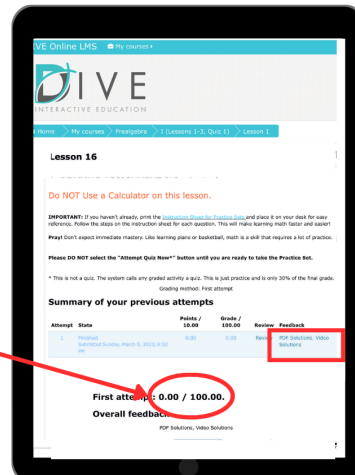 VE Online LMS My courses
DIVE
INTERACTIVE EDUCATION
Home My courses Prealgebra 1 (Lessons 1-3, Quiz 1) Lesson 1
Lesson 16
Do NOT Use a Calculator on this lesson.
IMPORTANT: If you haven't already, print the Instruction Sheet for Practice Sets and place it on your desk for easy
reference. Follow the steps on the instruction sheet for each question. This will make learning math faster and easier!
Pray! Don't expect immediate mastery. Like learning piano or basketball, math is a skill that requires a lot of practice.
Please DO NOT select the "Attempt Quiz Now*" button until you are ready to take the Practice Set.
* This is not a quiz. The system calls any graded activity a quiz. This is just practice and is only 30% of the final grade.
Grading method: First attempt
Summary of your previous attempts
Attempt State Points / 10.00 Grade / 100.00 Review Feedback
1 Finished 0.00 0.00 Review PDF Solutions, Video
Submitted Sunday, March 5, 2023, Solutions
PM
First attempt: 0.00 / 100.00.
Overall feedback
PDF Solutions, Video Solutions